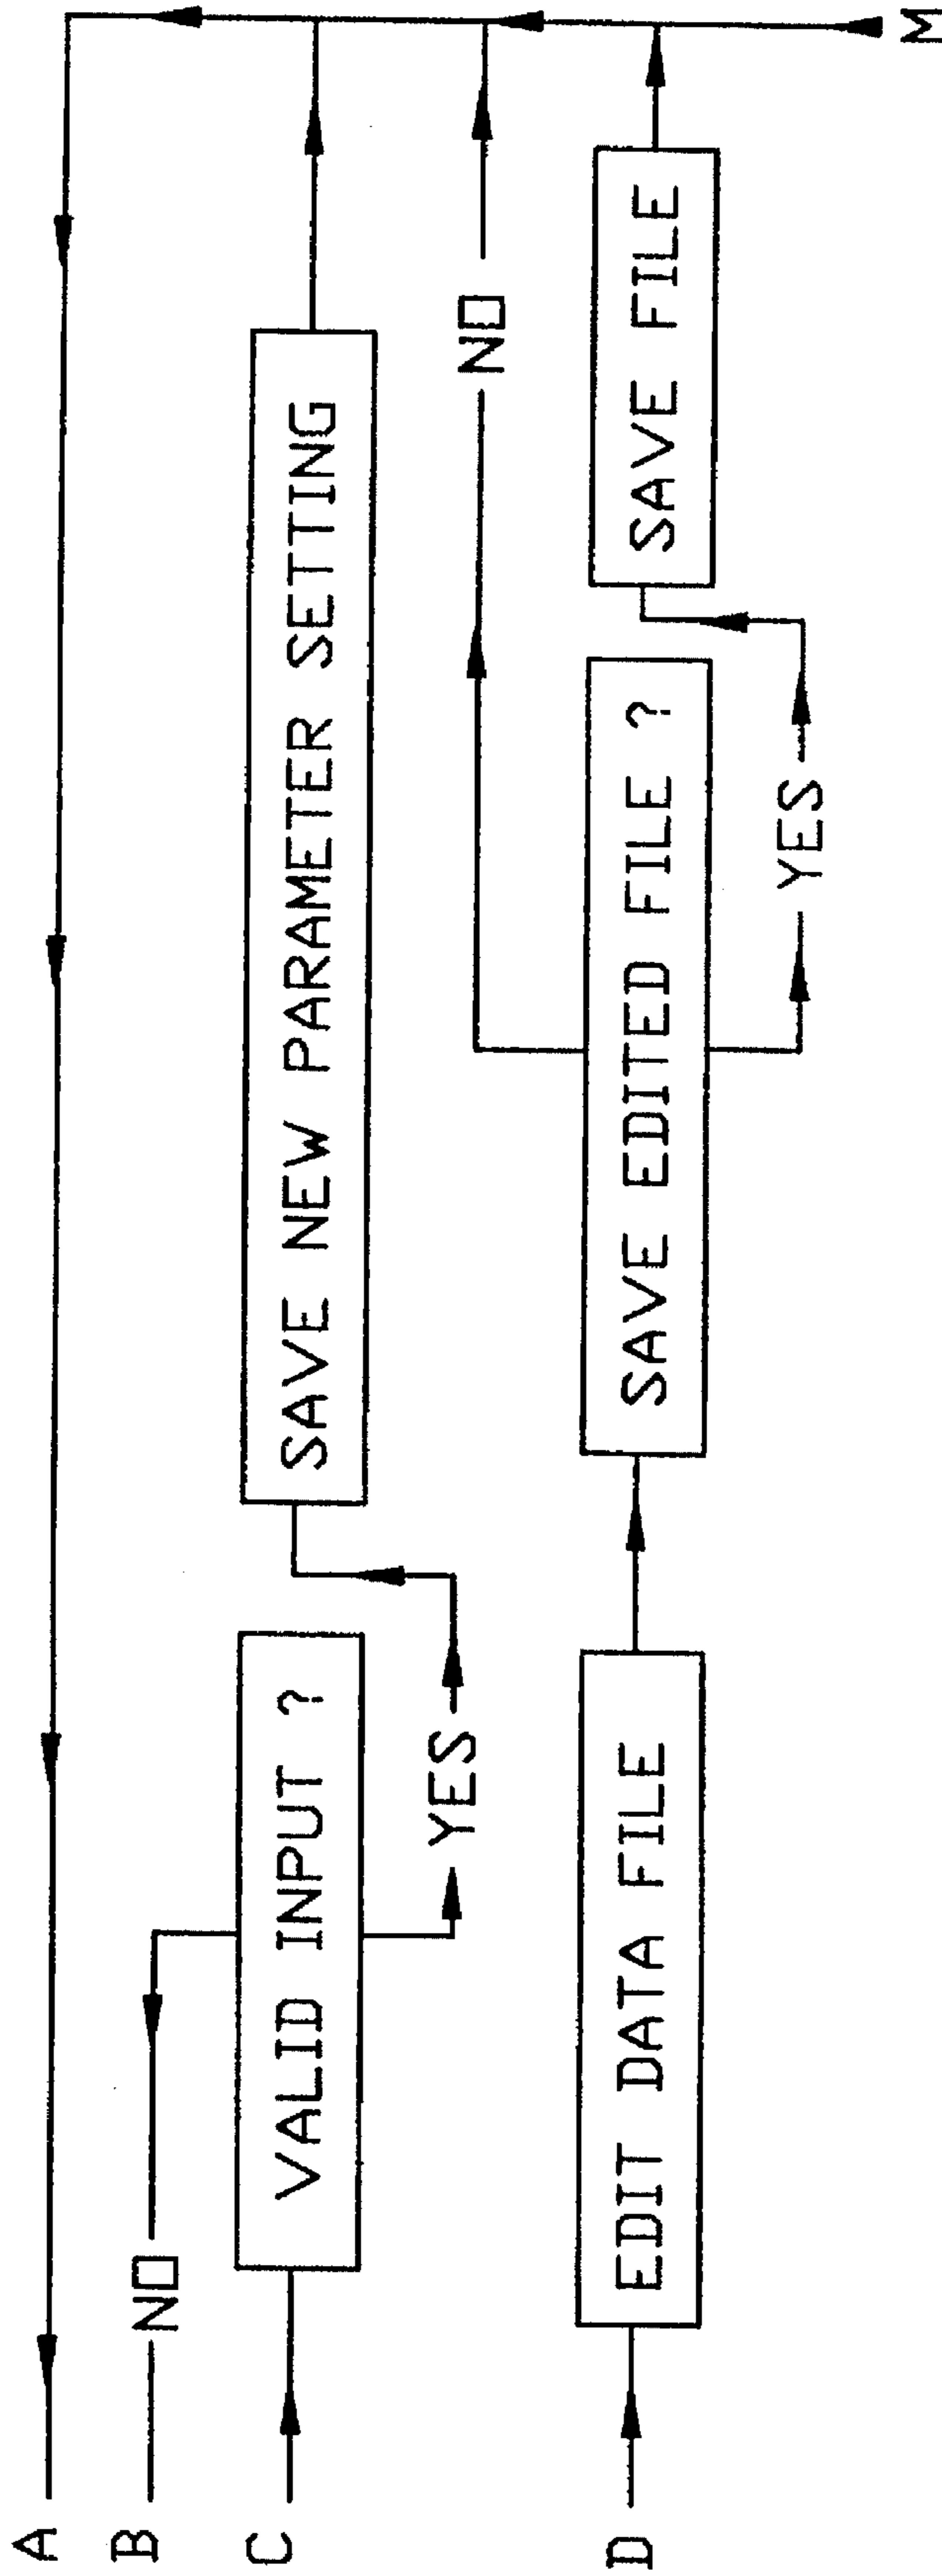 A
B
NO
C
VALID INPUT ?
YES
SAVE NEW PARAMETER SETTING
NO
D
EDIT DATA FILE
SAVE EDITED FILE ?
YES
SAVE FILE
M